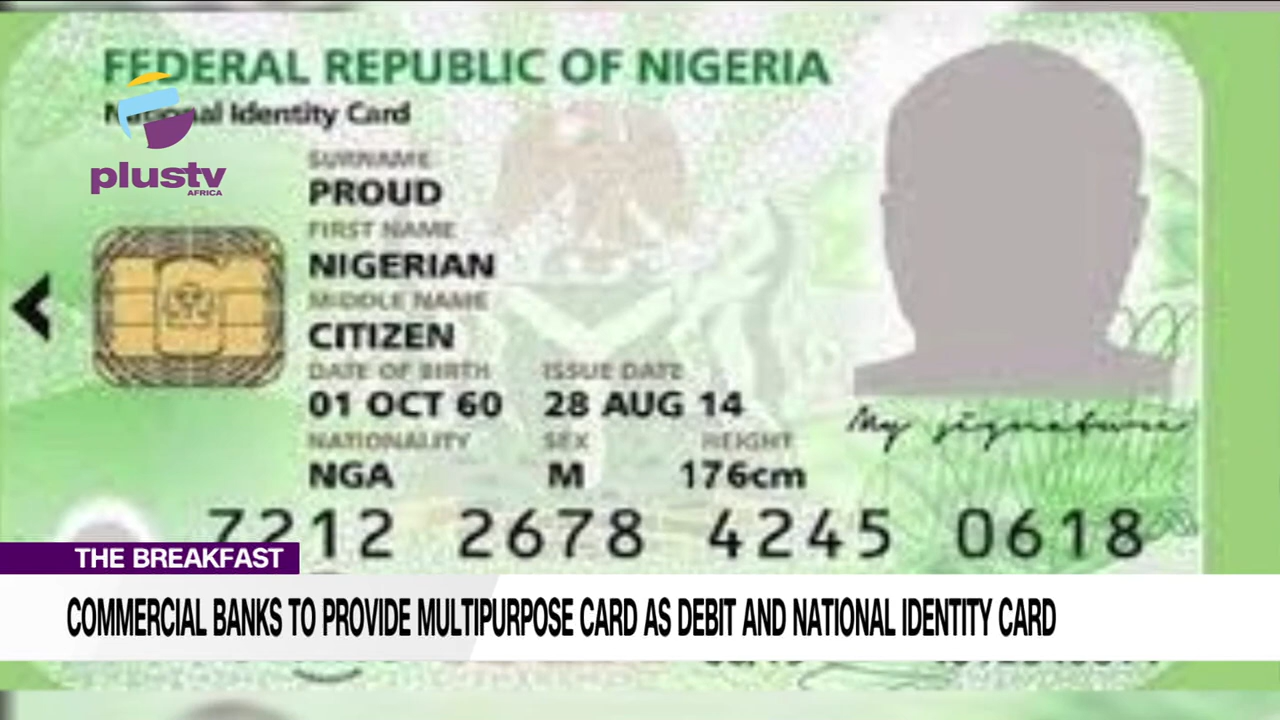 FEDERAL REPUBLIC OF NIGERIA
National Identity Card
plustv
AFRICA
SURNAME
PROUD
FIRST NAME
NIGERIAN
MIDDLE NAME
CITIZEN
DATE OF BIRTH ISSUE DATE
01 OCT 60 28 AUG 14
NATIONALITY SEX HEIGHT
NGA M 176cm
My signature
7212 2678 4245 0618
THE BREAKFAST
COMMERCIAL BANKS TO PROVIDE MULTIPURPOSE CARD AS DEBIT AND NATIONAL IDENTITY CARD